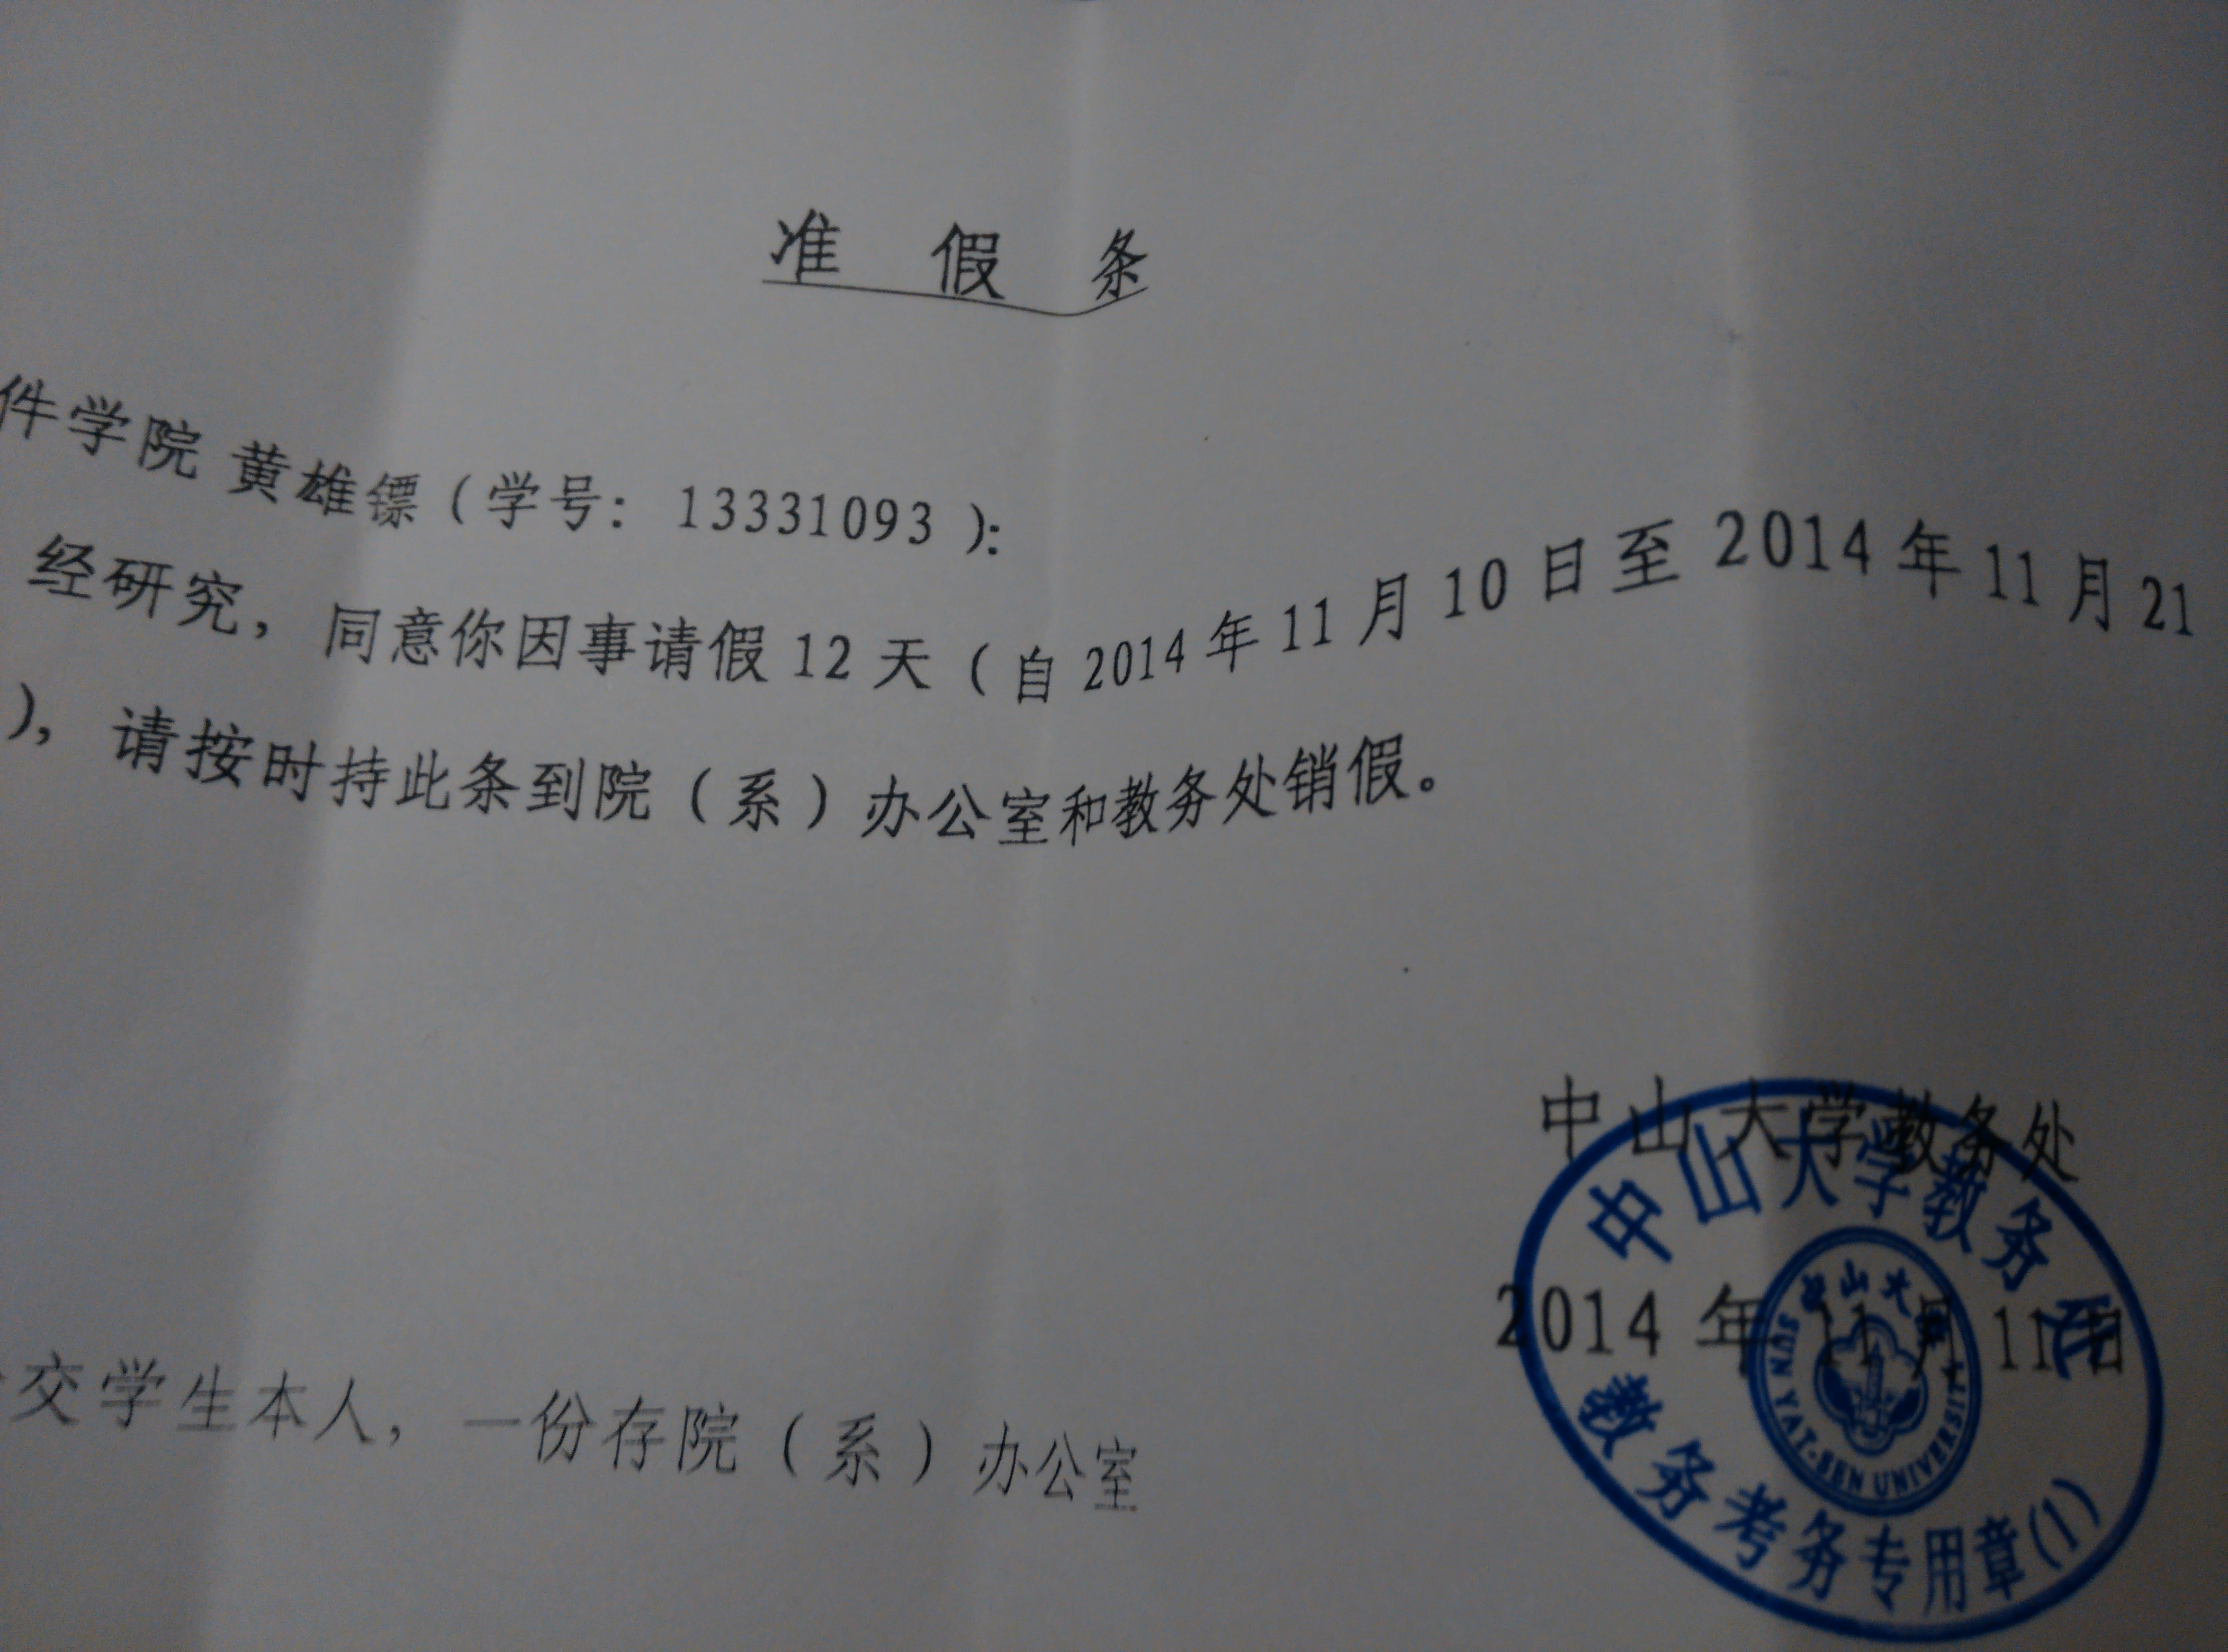 准假条
件学院 黄雄镖（学号： 13331093 ）：
经研究，同意你因事请假 12 天（自 2014 年 11 月 10 日至 2014 年 11 月 21
），请按时持此条到院（系）办公室和教务处销假。
中山大学教务处
2014 年 11 月 11 日
交学生本人，一份存院（系）办公室
中山大学教务处
中山大学
SUN YAT-SEN UNIVERSITY
教务考务专用章(1)